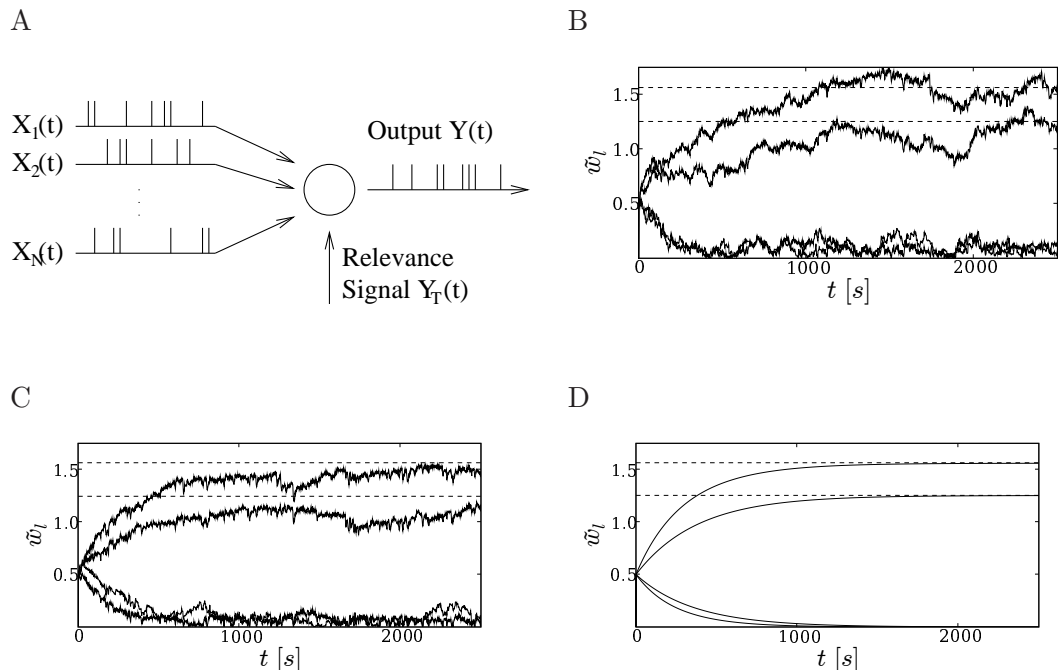 A
X1(t)
X2(t)
XN(t)
Output Y(t)
Relevance
Signal YT(t)
B
1.5
1.0
0.5
w̃l
0
1000
2000
t [s]
C
1.5
1.0
0.5
w̃l
0
1000
2000
t [s]
D
1.5
1.0
0.5
w̃l
0
1000
2000
t [s]